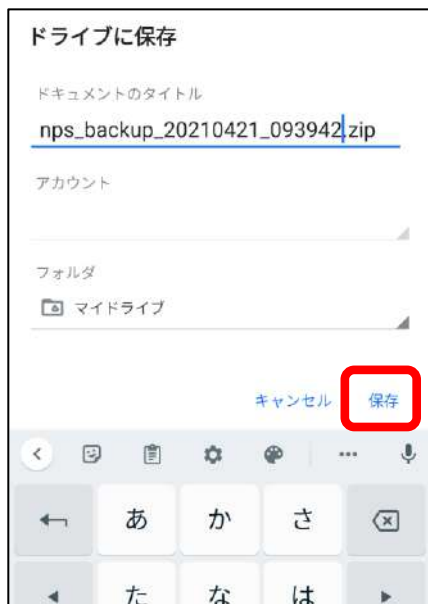 ドライブに保存
ドキュメントのタイトル
nps_backup_20210421_093942.zip
アカウント
フォルダ
マイドライブ
キャンセル 保存
あ か さ
た な は